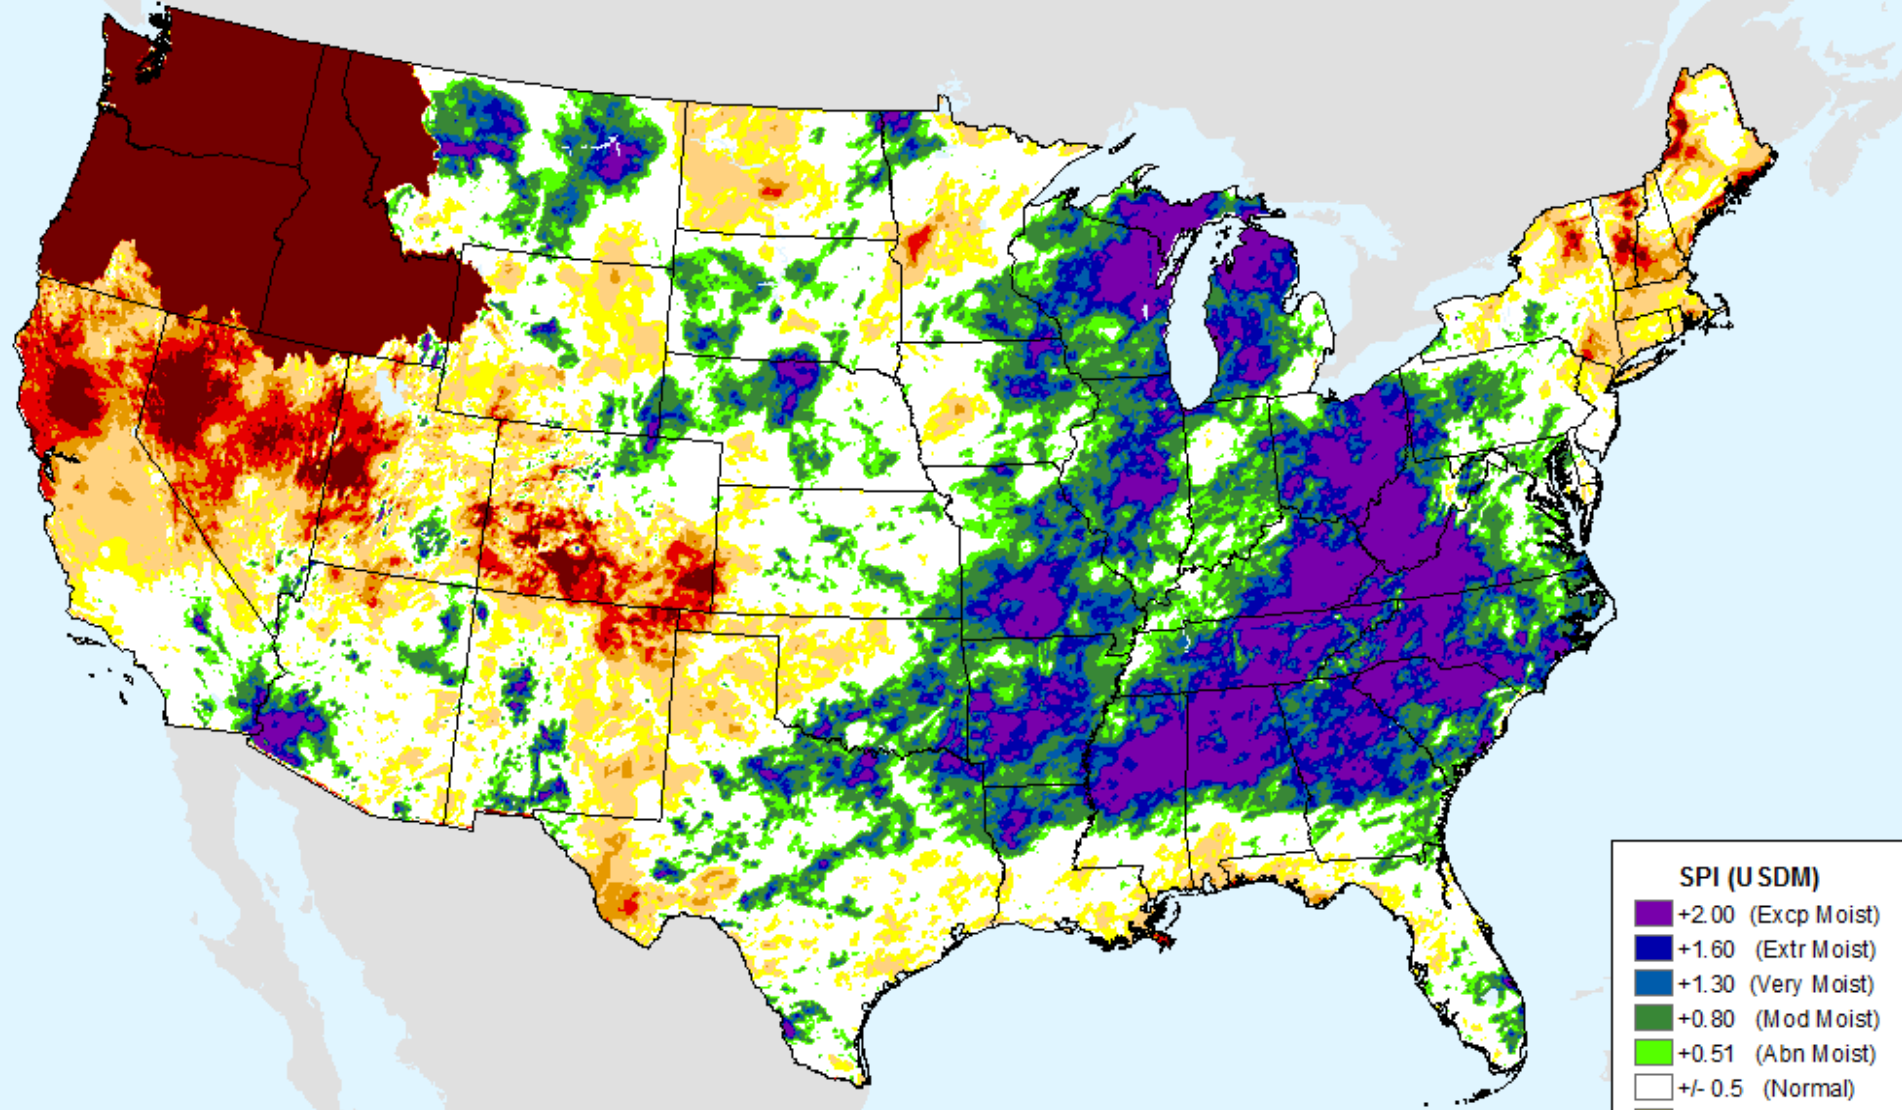 SPI (USDM)
+2.00 (Excp Moist)
+1.60 (Extr Moist)
+1.30 (Very Moist)
+0.80 (Mod Moist)
+0.51 (Abn Moist)
+/- 0.5 (Normal)